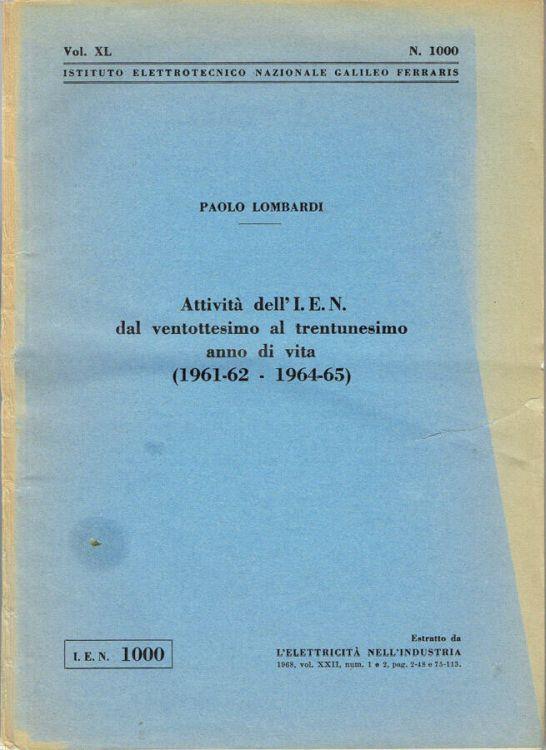 Vol. XL N. 1000
ISTITUTO ELETTROTECNICO NAZIONALE GALILEO FERRARIS
PAOLO LOMBARDI
Attività dell' I. E. N.
dal ventottesimo al trentunesimo
anno di vita
(1961-62 - 1964-65)
I. E. N. 1000
Estratto da
L'ELETTRICITÀ NELL'INDUSTRIA
1968, vol. XXII, num. 1 e 2, pag. 2-48 e 75-113.